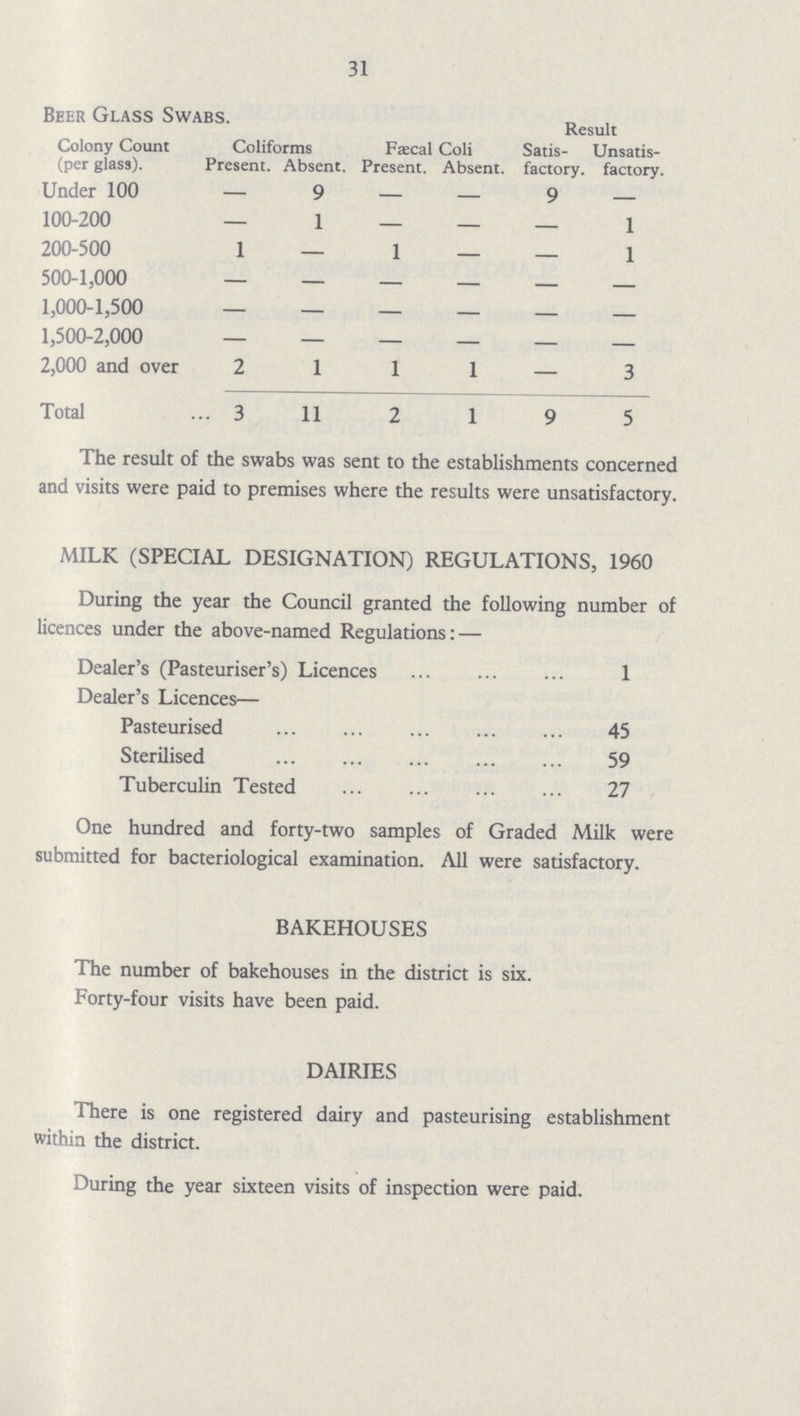 31
BEER GLASS SWABS.
Result
Colony Count Coliforms Fæcal Coli Satis- Unsatis-
(per glass). Present. Absent. Present. Absent. factory. factory.
Under 100 — 9 — — 9 —
100-200 — 1 — — — 1
200-500 1 — 1 — — 1
500-1,000 — — — — — —
1,000-1,500 — — — — — —
1,500-2,000 — — — — — —
2,000 and over 2 1 1 1 — 3
Total ... 3 11 2 1 9 5
The result of the swabs was sent to the establishments concerned
and visits were paid to premises where the results were unsatisfactory.
MILK (SPECIAL DESIGNATION) REGULATIONS, 1960
During the year the Council granted the following number of
licences under the above-named Regulations:—
Dealer's (Pasteuriser's) Licences ... ... ... 1
Dealer's Licences—
Pasteurised ... ... ... ... ... 45
Sterilised ... ... ... ... ... 59
Tuberculin Tested ... ... ... ... 27
One hundred and forty-two samples of Graded Milk were
submitted for bacteriological examination. All were satisfactory.
BAKEHOUSES
The number of bakehouses in the district is six.
Forty-four visits have been paid.
DAIRIES
There is one registered dairy and pasteurising establishment
within the district.
During the year sixteen visits of inspection were paid.